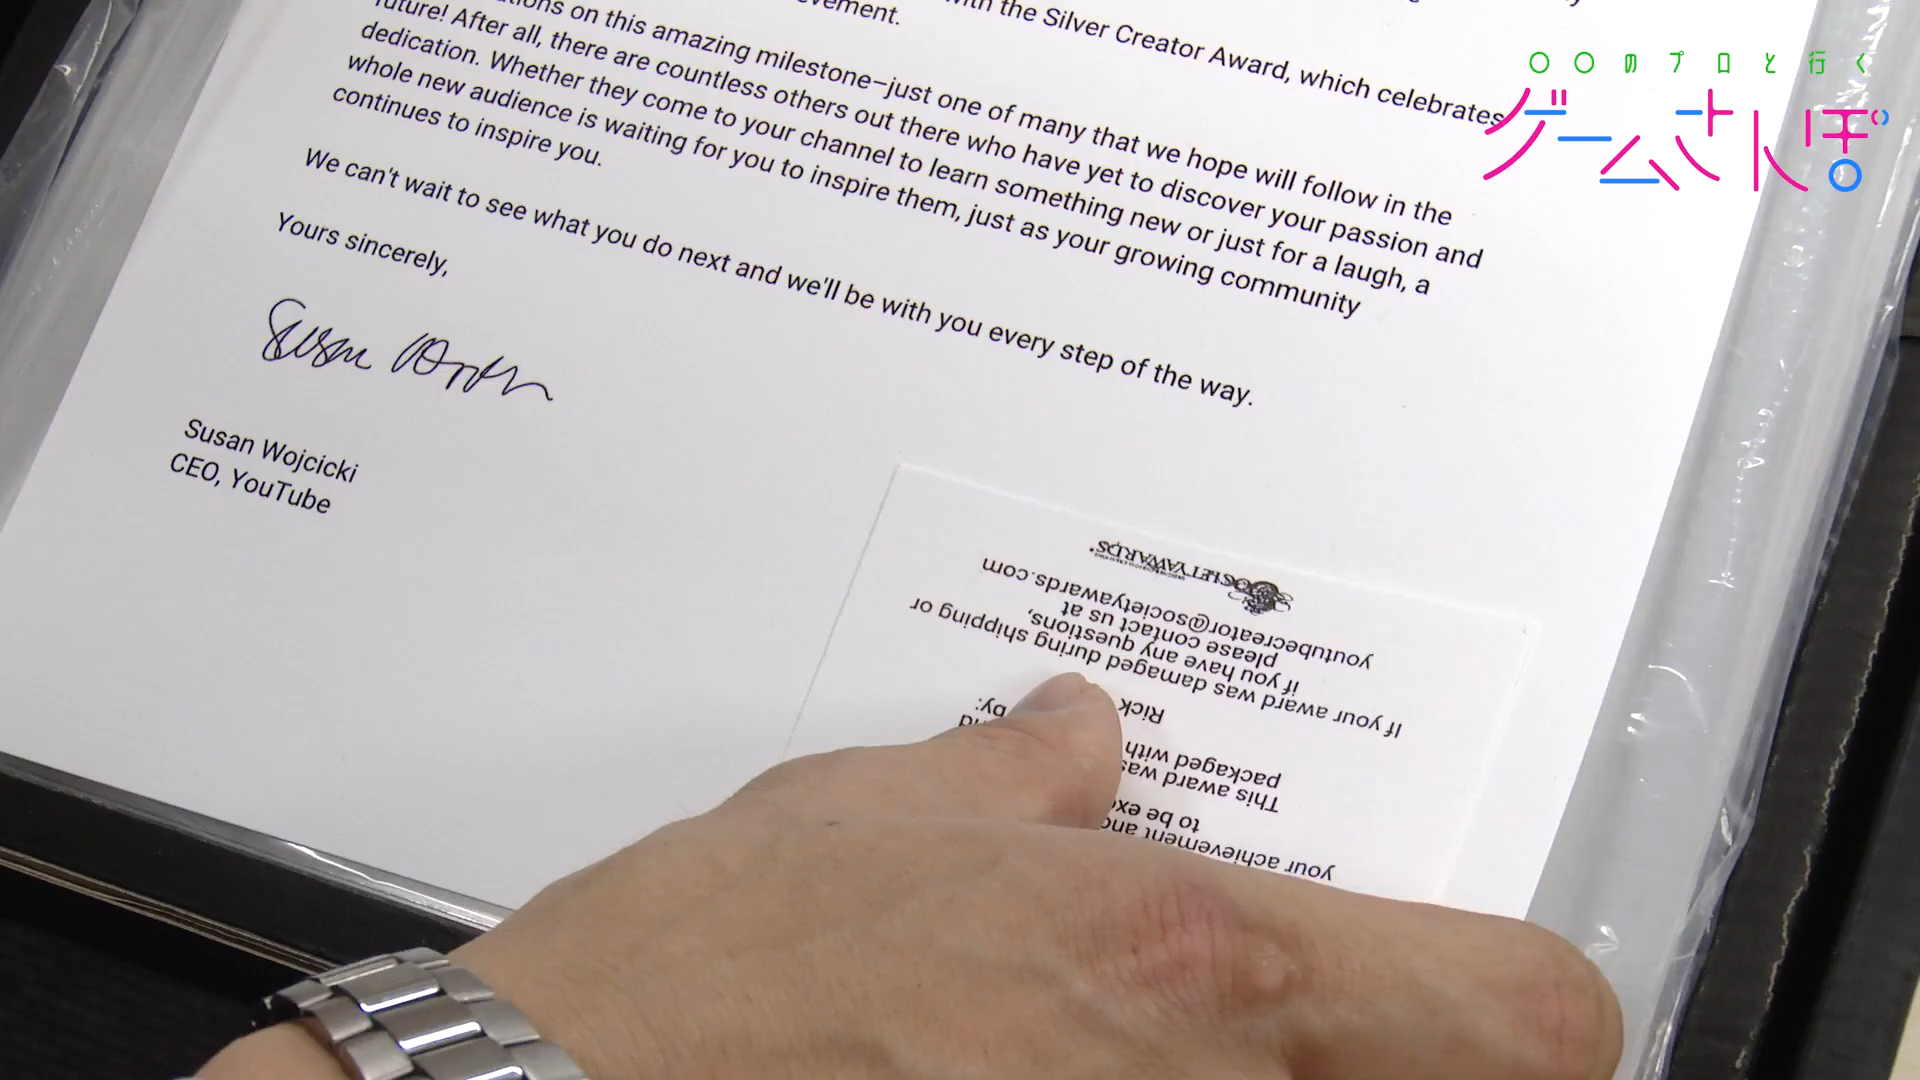 with the Silver Creator Award, which celebrates
on this amazing milestone–just one of many that we hope will follow in the
future! After all, there are countless others out there who have yet to discover your passion and
dedication. Whether they come to your channel to learn something new or just for a laugh, a
whole new audience is waiting for you to inspire them, just as your growing community
continues to inspire you.
We can't wait to see what you do next and we'll be with you every step of the way.
Yours sincerely,
Susan Wojcicki
CEO, YouTube
your achievement and
to be
This award was
packaged with
by:
Rick
If your award was damaged during shipping or
if you have any questions,
please contact us at
youtubecreator@societyawards.com
SOCIETY AWARDS
〇〇のプロと行く
ゲームさんぽ